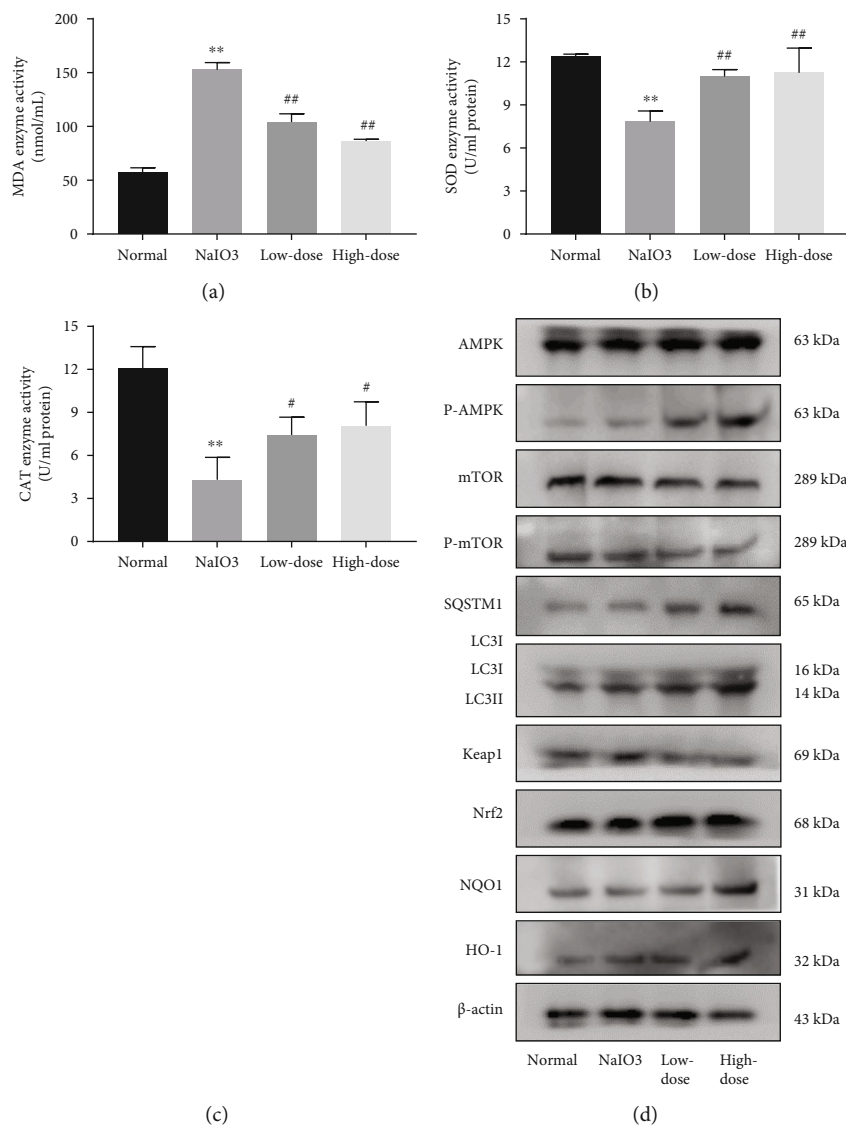 MDA enzyme activity
(nmol/mL)
200
150
100
50
0
**
##
##
Normal
NaIO3
Low-dose
High-dose
(a)
SOD enzyme activity
(U/ml protein)
15
12
9
6
3
0
**
##
##
Normal
NaIO3
Low-dose
High-dose
(b)
CAT enzyme activity
(U/ml protein)
15
12
9
6
3
0
**
#
#
Normal
NaIO3
Low-dose
High-dose
(c)
AMPK 63 kDa
P-AMPK 63 kDa
mTOR 289 kDa
P-mTOR 289 kDa
SQSTM1 65 kDa
LC3I
LC3I 16 kDa
LC3II 14 kDa
Keap1 69 kDa
Nrf2 68 kDa
NQO1 31 kDa
HO-1 32 kDa
β-actin 43 kDa
Normal
NaIO3
Low-
dose
High-
dose
(d)